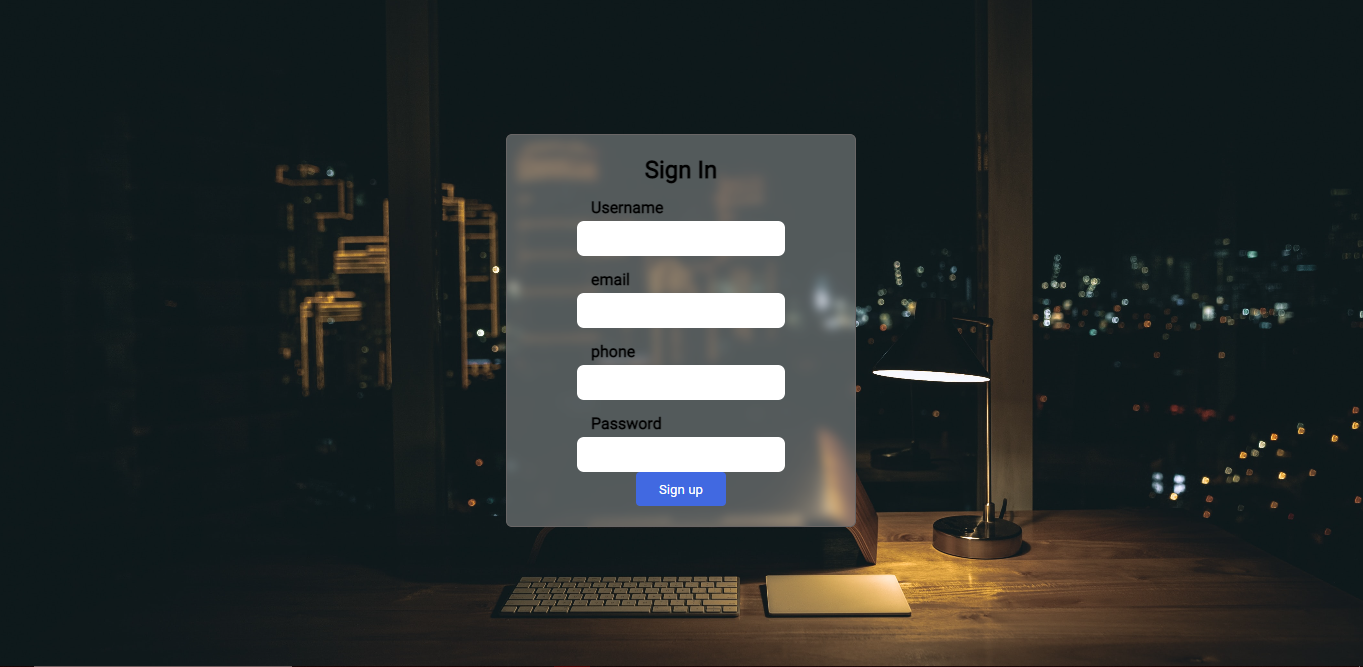 Sign In
Username
email
phone
Password
Sign up